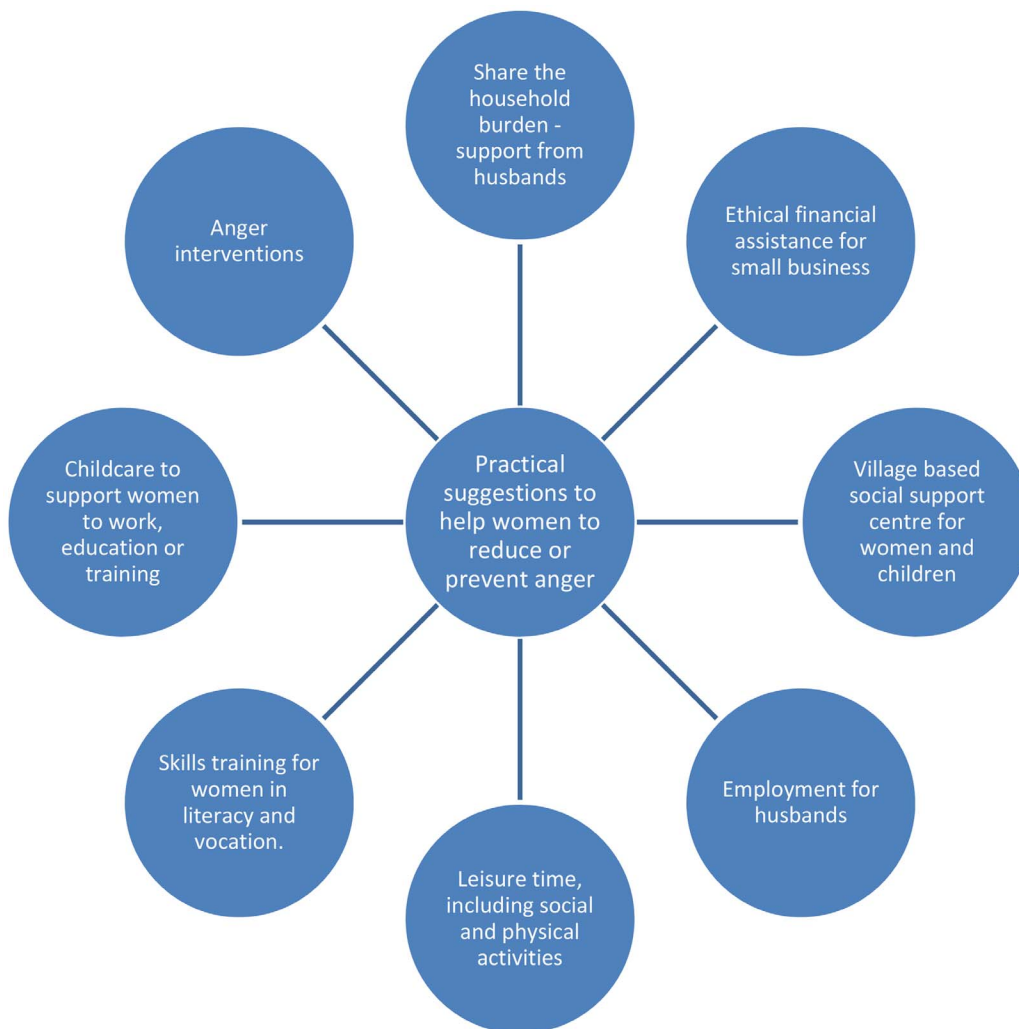 Share the
household
burden -
support from
husbands
Ethical financial
assistance for
small business
Village based
social support
centre for
women and
children
Employment for
husbands
Leisure time,
including social
and physical
activities
Skills training for
women in
literacy and
vocation.
Childcare to
support women
to work,
education or
training
Anger
interventions
Practical
suggestions to
help women to
reduce or
prevent anger